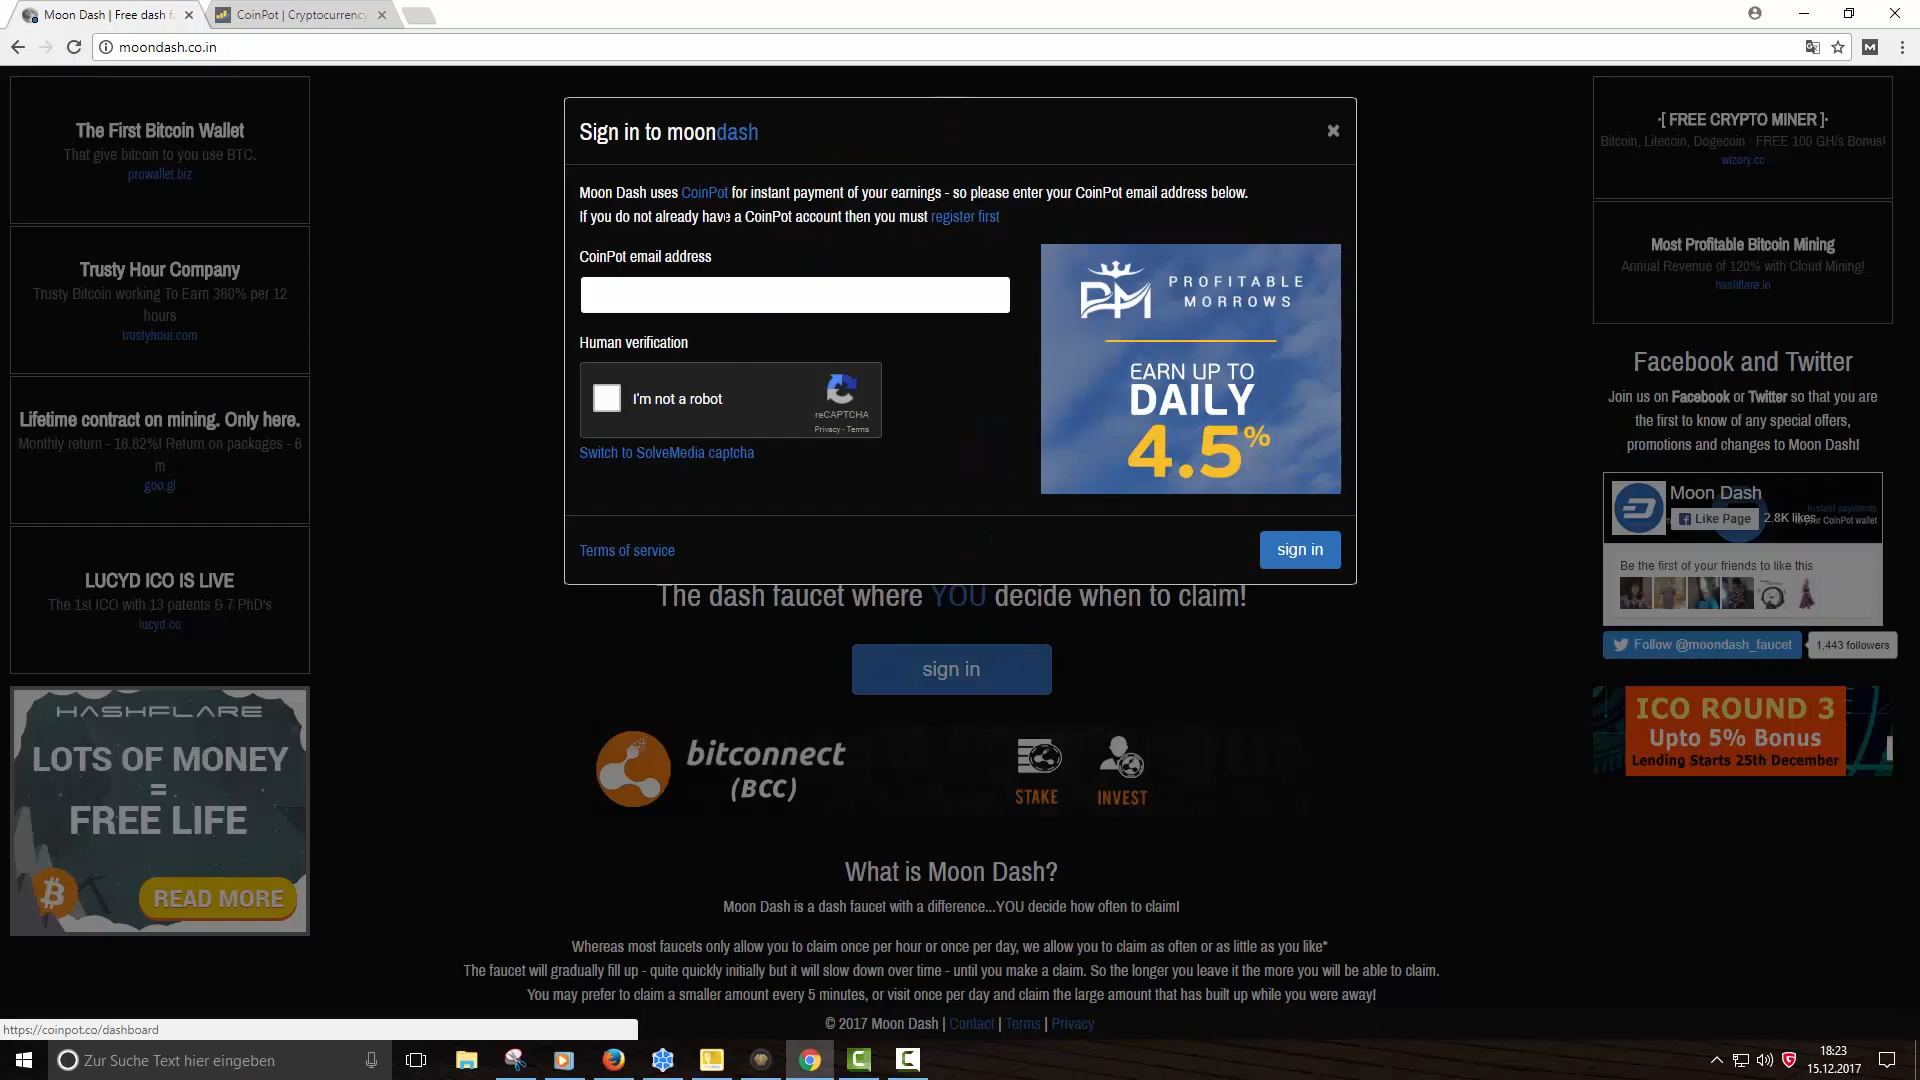 Moon Dash | Free dash f
CoinPot | Cryptocurrency
moondash.co.in
The First Bitcoin Wallet
That give bitcoin to you use BTC.
prowallet.biz
Trusty Hour Company
Trusty Bitcoin working To Earn 360% per 12
hours
trustyhour.com
Lifetime contract on mining. Only here.
Monthly return - 16.82%! Return on packages - 6
m
goo.gl
LUCYD ICO IS LIVE
The 1st ICO with 13 patents & 7 PhD's
lucyd.co
HASHFLARE
LOTS OF MONEY
=
FREE LIFE
READ MORE
Sign in to moondash
Moon Dash uses CoinPot for instant payment of your earnings - so please enter your CoinPot email address below.
If you do not already have a CoinPot account then you must register first
CoinPot email address
Human verification
I'm not a robot
reCAPTCHA
Privacy - Terms
Switch to SolveMedia captcha
PM PROFITABLE
MORROWS
EARN UP TO
DAILY
4.5%
Terms of service
sign in
The dash faucet where YOU decide when to claim!
sign in
bitconnect
(BCC)
STAKE
INVEST
What is Moon Dash?
Moon Dash is a dash faucet with a difference...YOU decide how often to claim!
Whereas most faucets only allow you to claim once per hour or once per day, we allow you to claim as often or as little as you like*
The faucet will gradually fill up - quite quickly initially but it will slow down over time - until you make a claim. So the longer you leave it the more you will be able to claim.
You may prefer to claim a smaller amount every 5 minutes, or visit once per day and claim the large amount that has built up while you were away!
© 2017 Moon Dash | Contact | Terms | Privacy
-[ FREE CRYPTO MINER ]-
Bitcoin, Litecoin, Dogecoin - FREE 100 GH/s Bonus!
wizory.cc
Most Profitable Bitcoin Mining
Annual Revenue of 120% with Cloud Mining!
hashflare.io
Facebook and Twitter
Join us on Facebook or Twitter so that you are
the first to know of any special offers,
promotions and changes to Moon Dash!
Moon Dash
Like Page
2.8K likes
Instant payments
your CoinPot wallet
Be the first of your friends to like this
Follow @moondash_faucet
1,443 followers
ICO ROUND 3
Upto 5% Bonus
Lending Starts 25th December
https://coinpot.co/dashboard
Zur Suche Text hier eingeben
18:23
15.12.2017